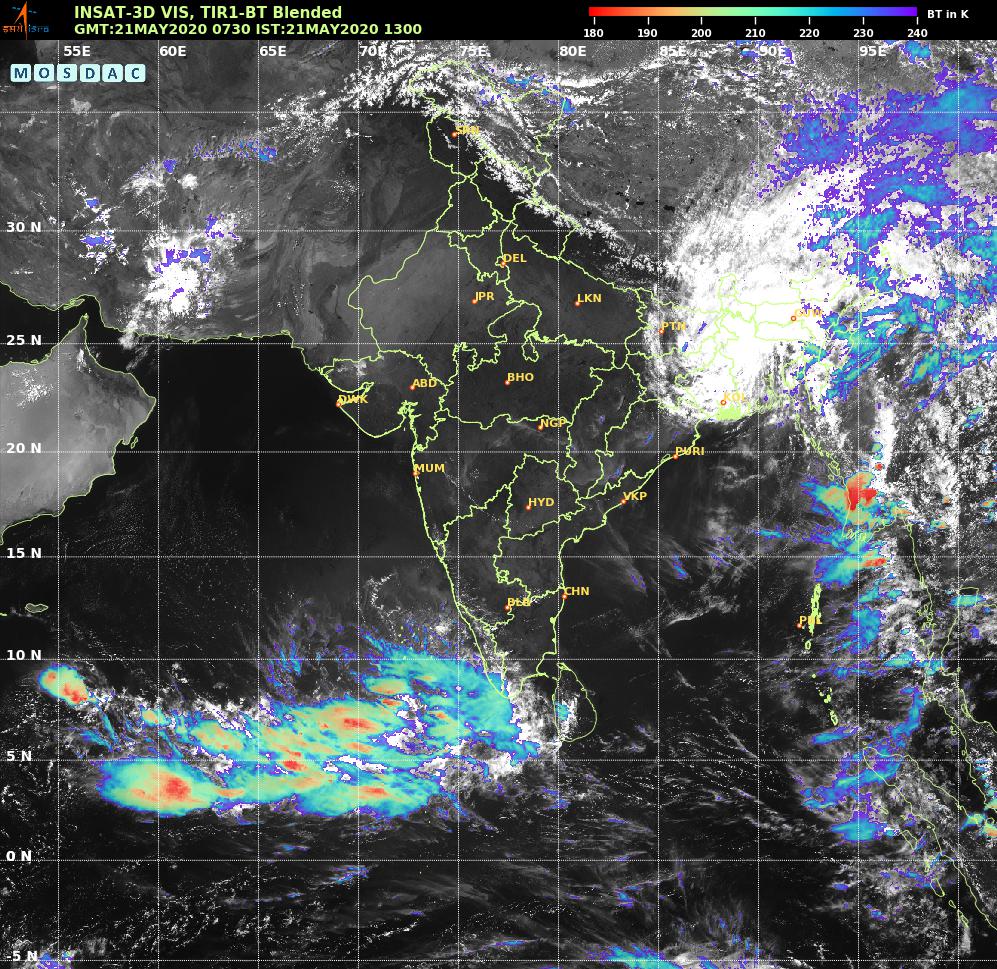 INSAT-3D VIS, TIR1-BT Blended
GMT:21MAY2020 0730 IST:21MAY2020 1300
BT in K
180 190 200 210 220 230 240
55E 60E 65E 70E 75E 80E 85E 90E 95E
MOSDAC
SRN
30 N
DEL
JPR
LKN
PTN
25 N
BHO
ABD
DWK
KOL
NGP
20 N
PURI
MUM
VKP
HYD
15 N
CHN
BLR
10 N
5 N
0 N
-5 N